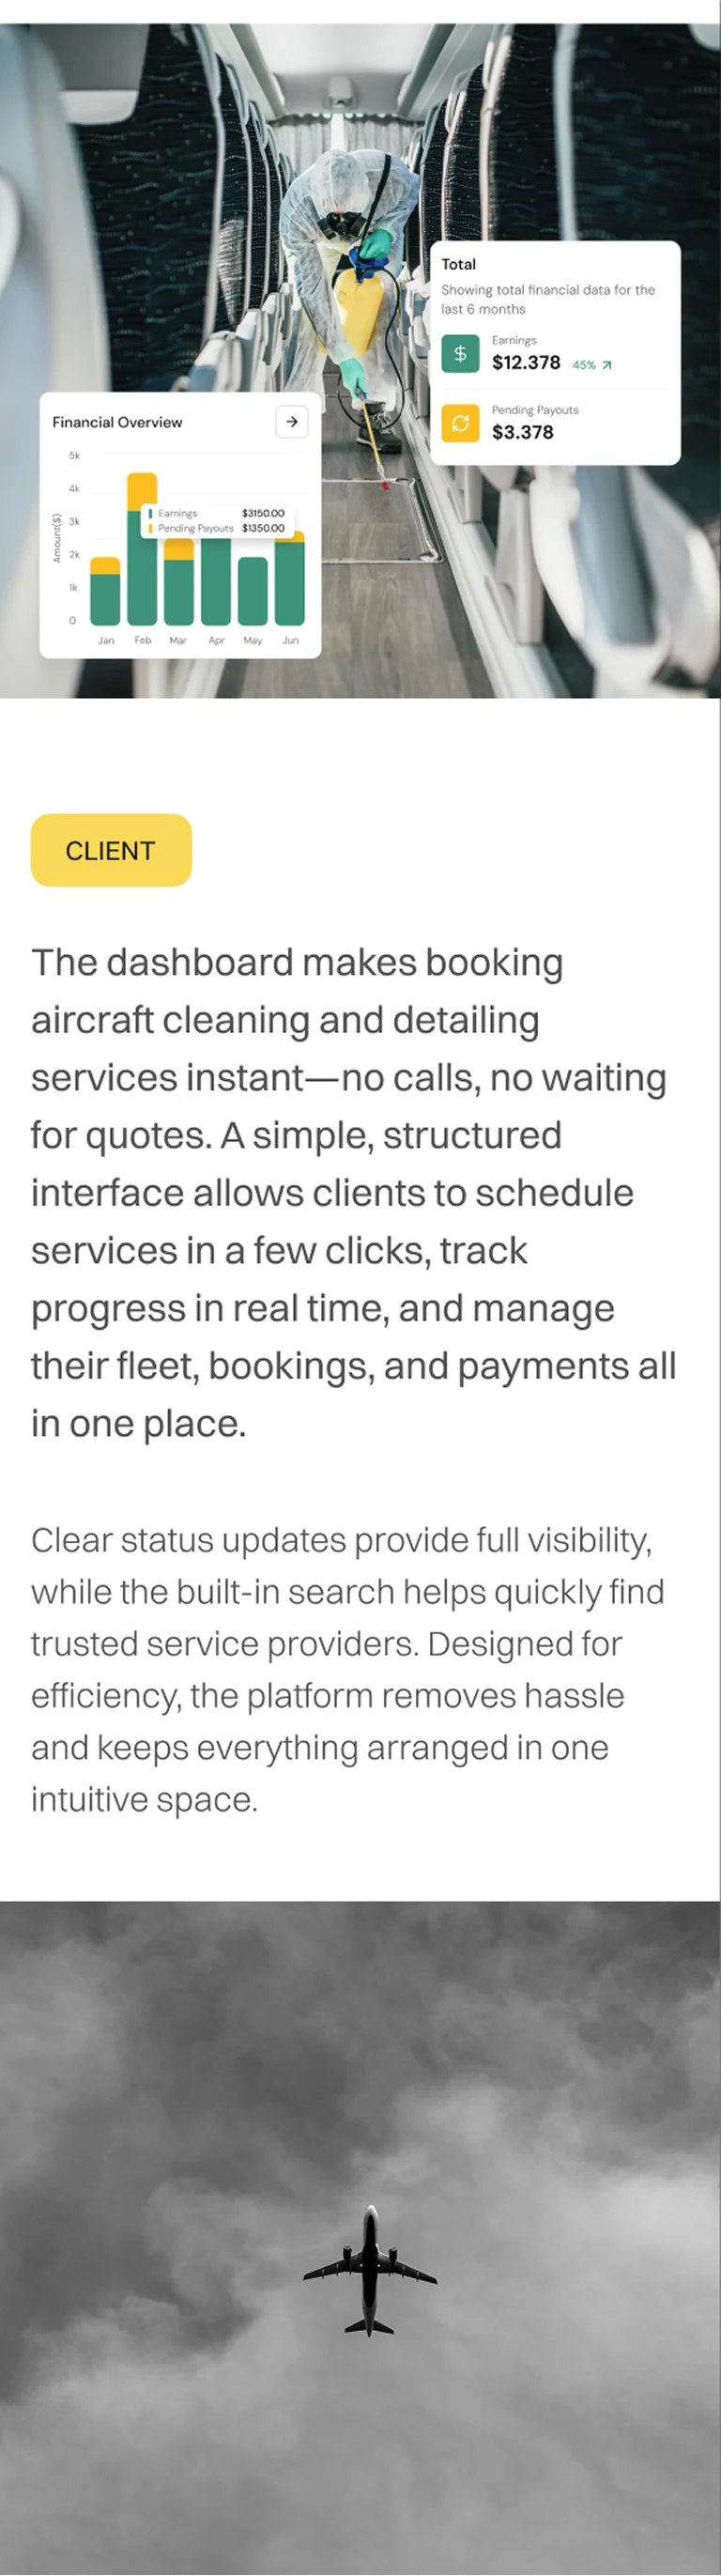 Total
Showing total financial data for the
last 6 months
Earnings
$12.378 45%
Pending Payouts
$3.378
Financial Overview
5k
4k
3k
2k
1k
0
Amount($)
Earnings $3150.00
Pending Payouts $1350.00
Jan Feb Mar Apr May Jun
CLIENT
The dashboard makes booking
aircraft cleaning and detailing
services instant—no calls, no waiting
for quotes. A simple, structured
interface allows clients to schedule
services in a few clicks, track
progress in real time, and manage
their fleet, bookings, and payments all
in one place.
Clear status updates provide full visibility,
while the built-in search helps quickly find
trusted service providers. Designed for
efficiency, the platform removes hassle
and keeps everything arranged in one
intuitive space.